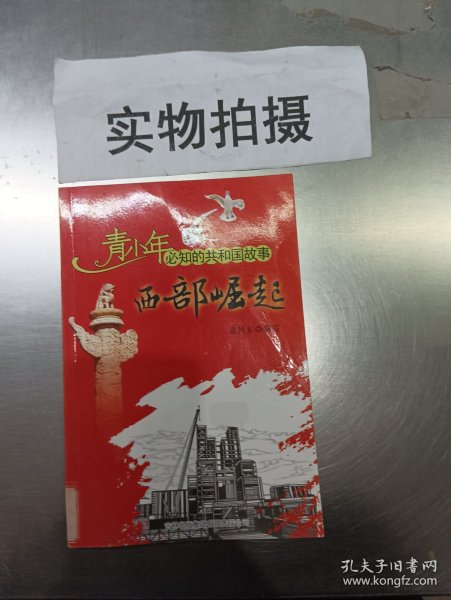 实物拍摄
青少年
必知的共和国故事
西部崛起
孔夫子旧书网
www.kongfz.com